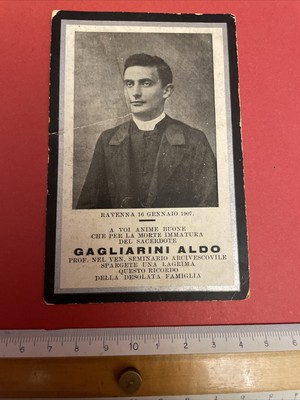 RAVENNA 16 GENNAIO 1907.
A VOI ANIME BUONE
CHE PER LA MORTE IMMATURA
DEL SACERDOTE
GAGLIARINI ALDO
PROF. NEL VEN. SEMINARIO ARCIVESCOVILE
SPARGETE UNA LAGRIMA
QUESTO RICORDO
DELLA DESOLATA FAMIGLIA